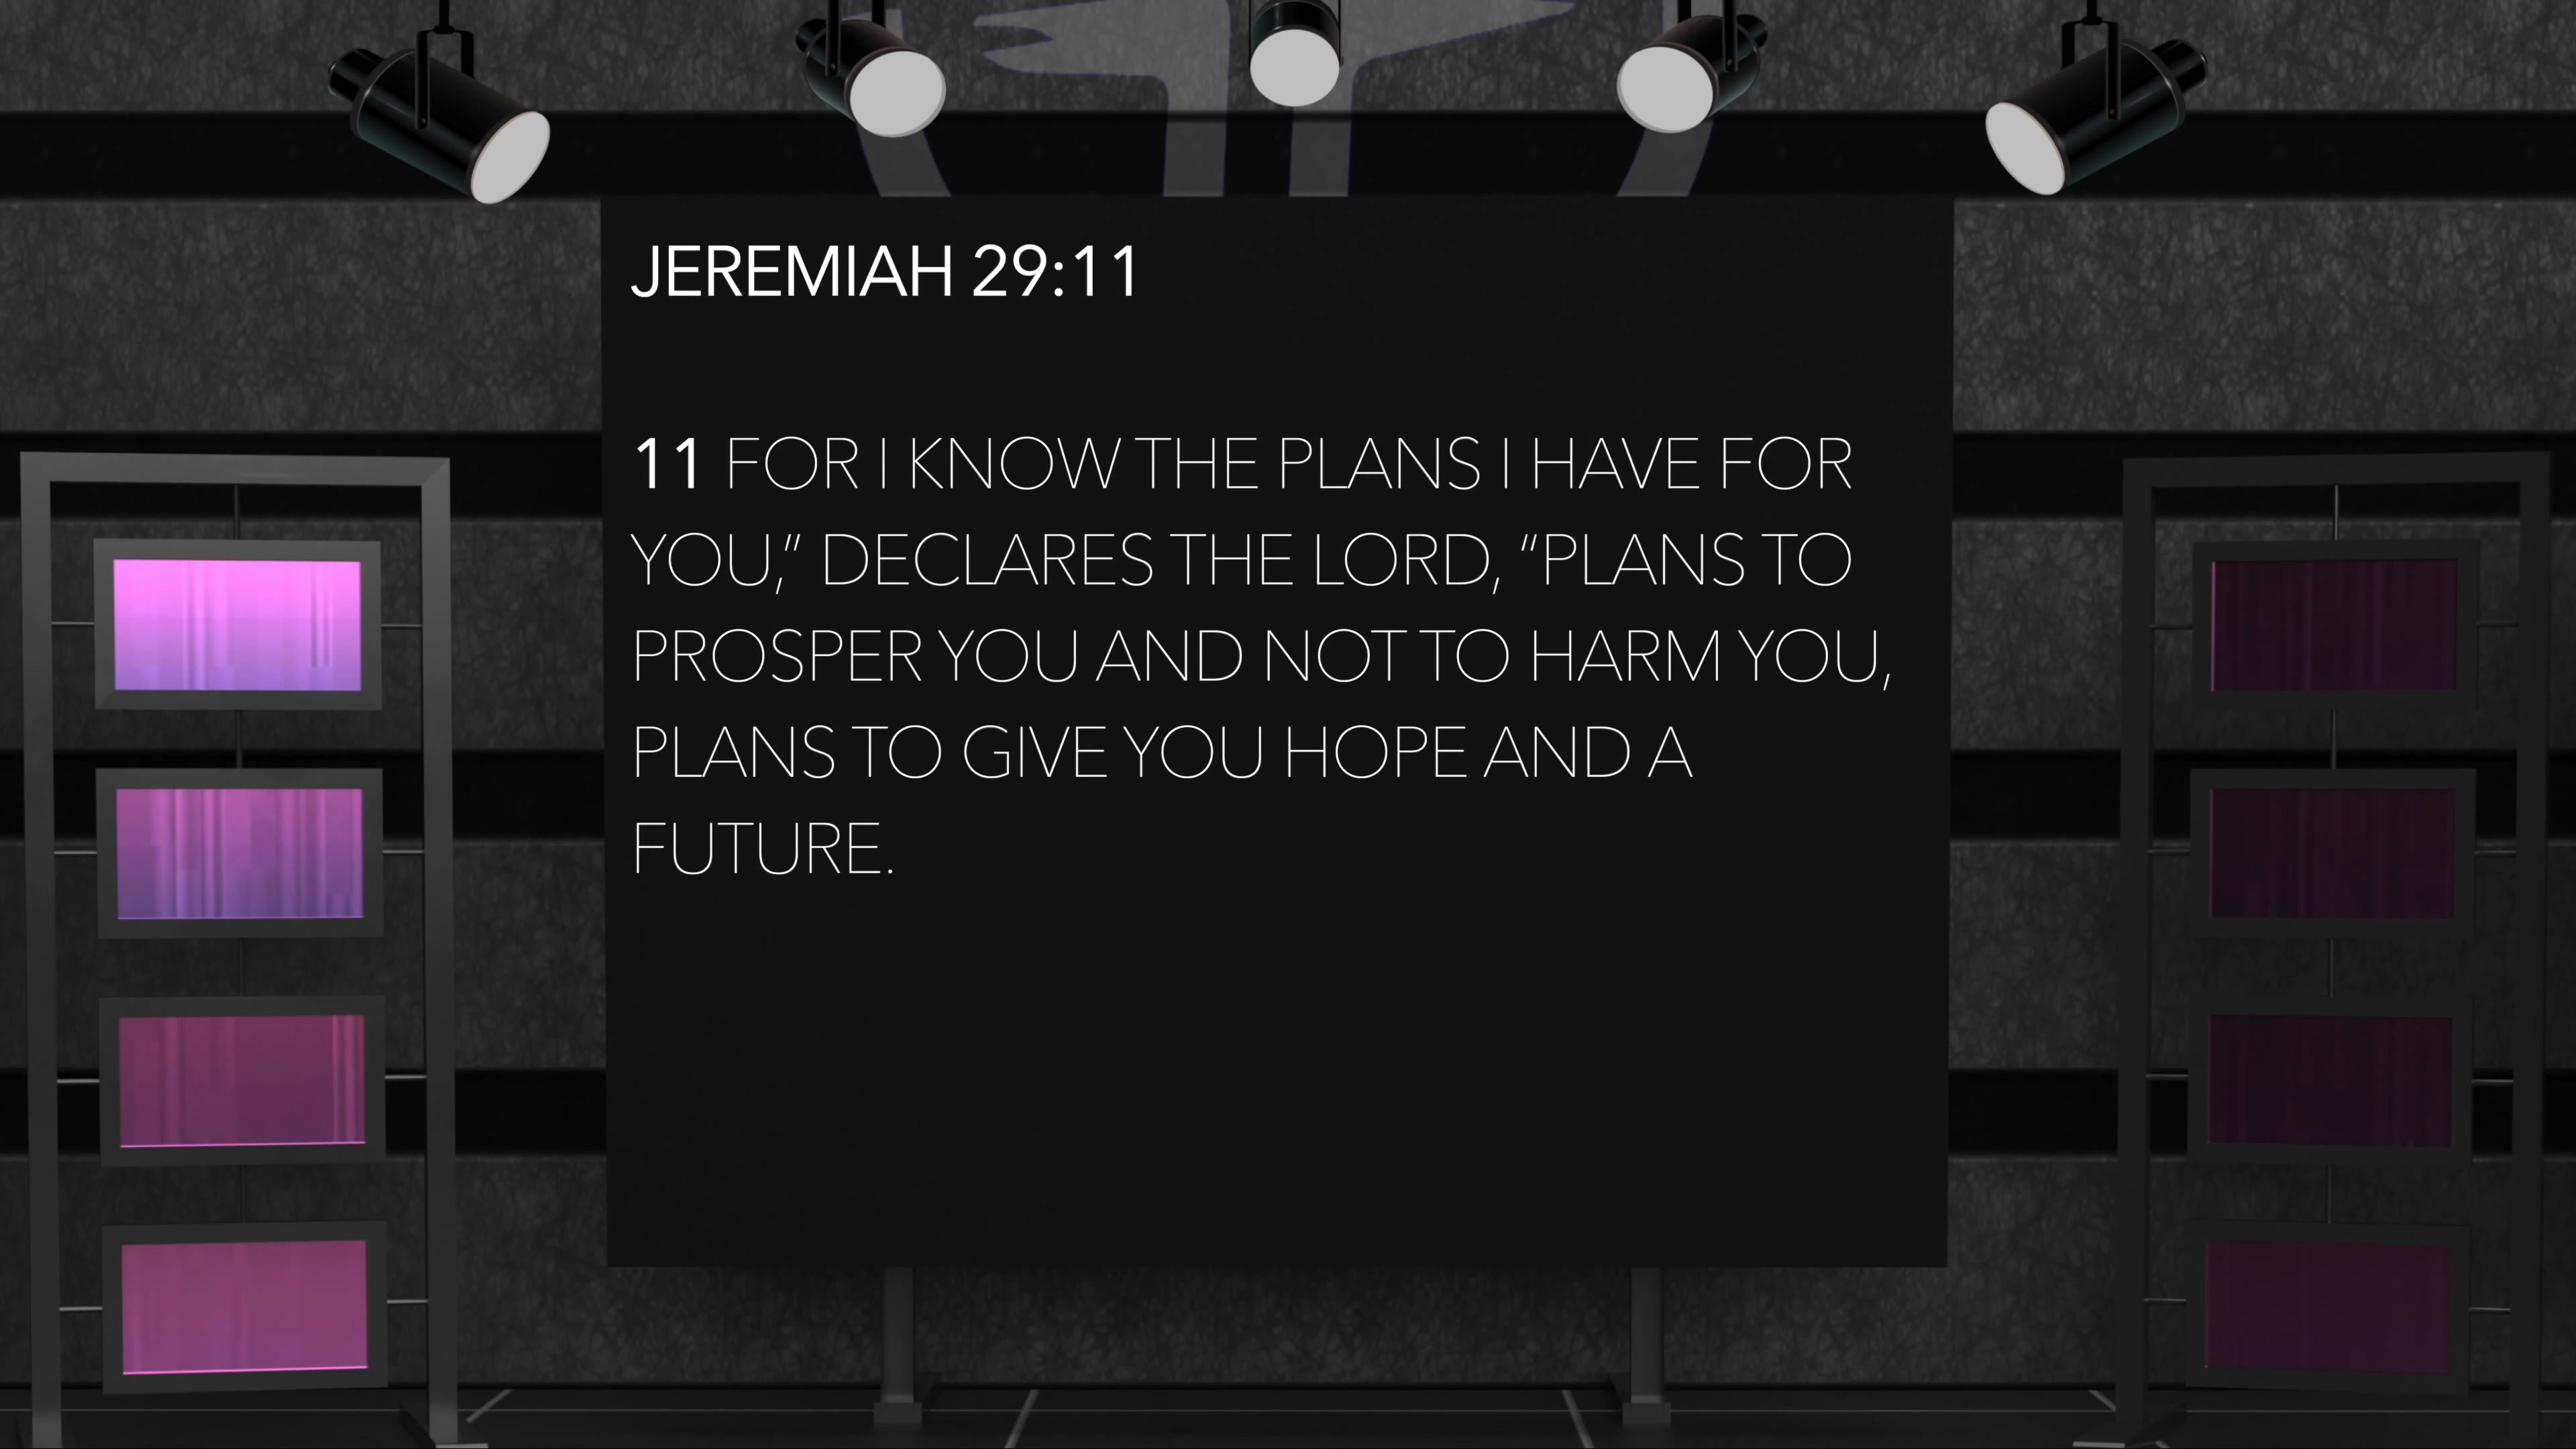 JEREMIAH 29:11
11 FOR I KNOW THE PLANS I HAVE FOR
YOU,” DECLARES THE LORD, “PLANS TO
PROSPER YOU AND NOT TO HARM YOU,
PLANS TO GIVE YOU HOPE AND A
FUTURE.